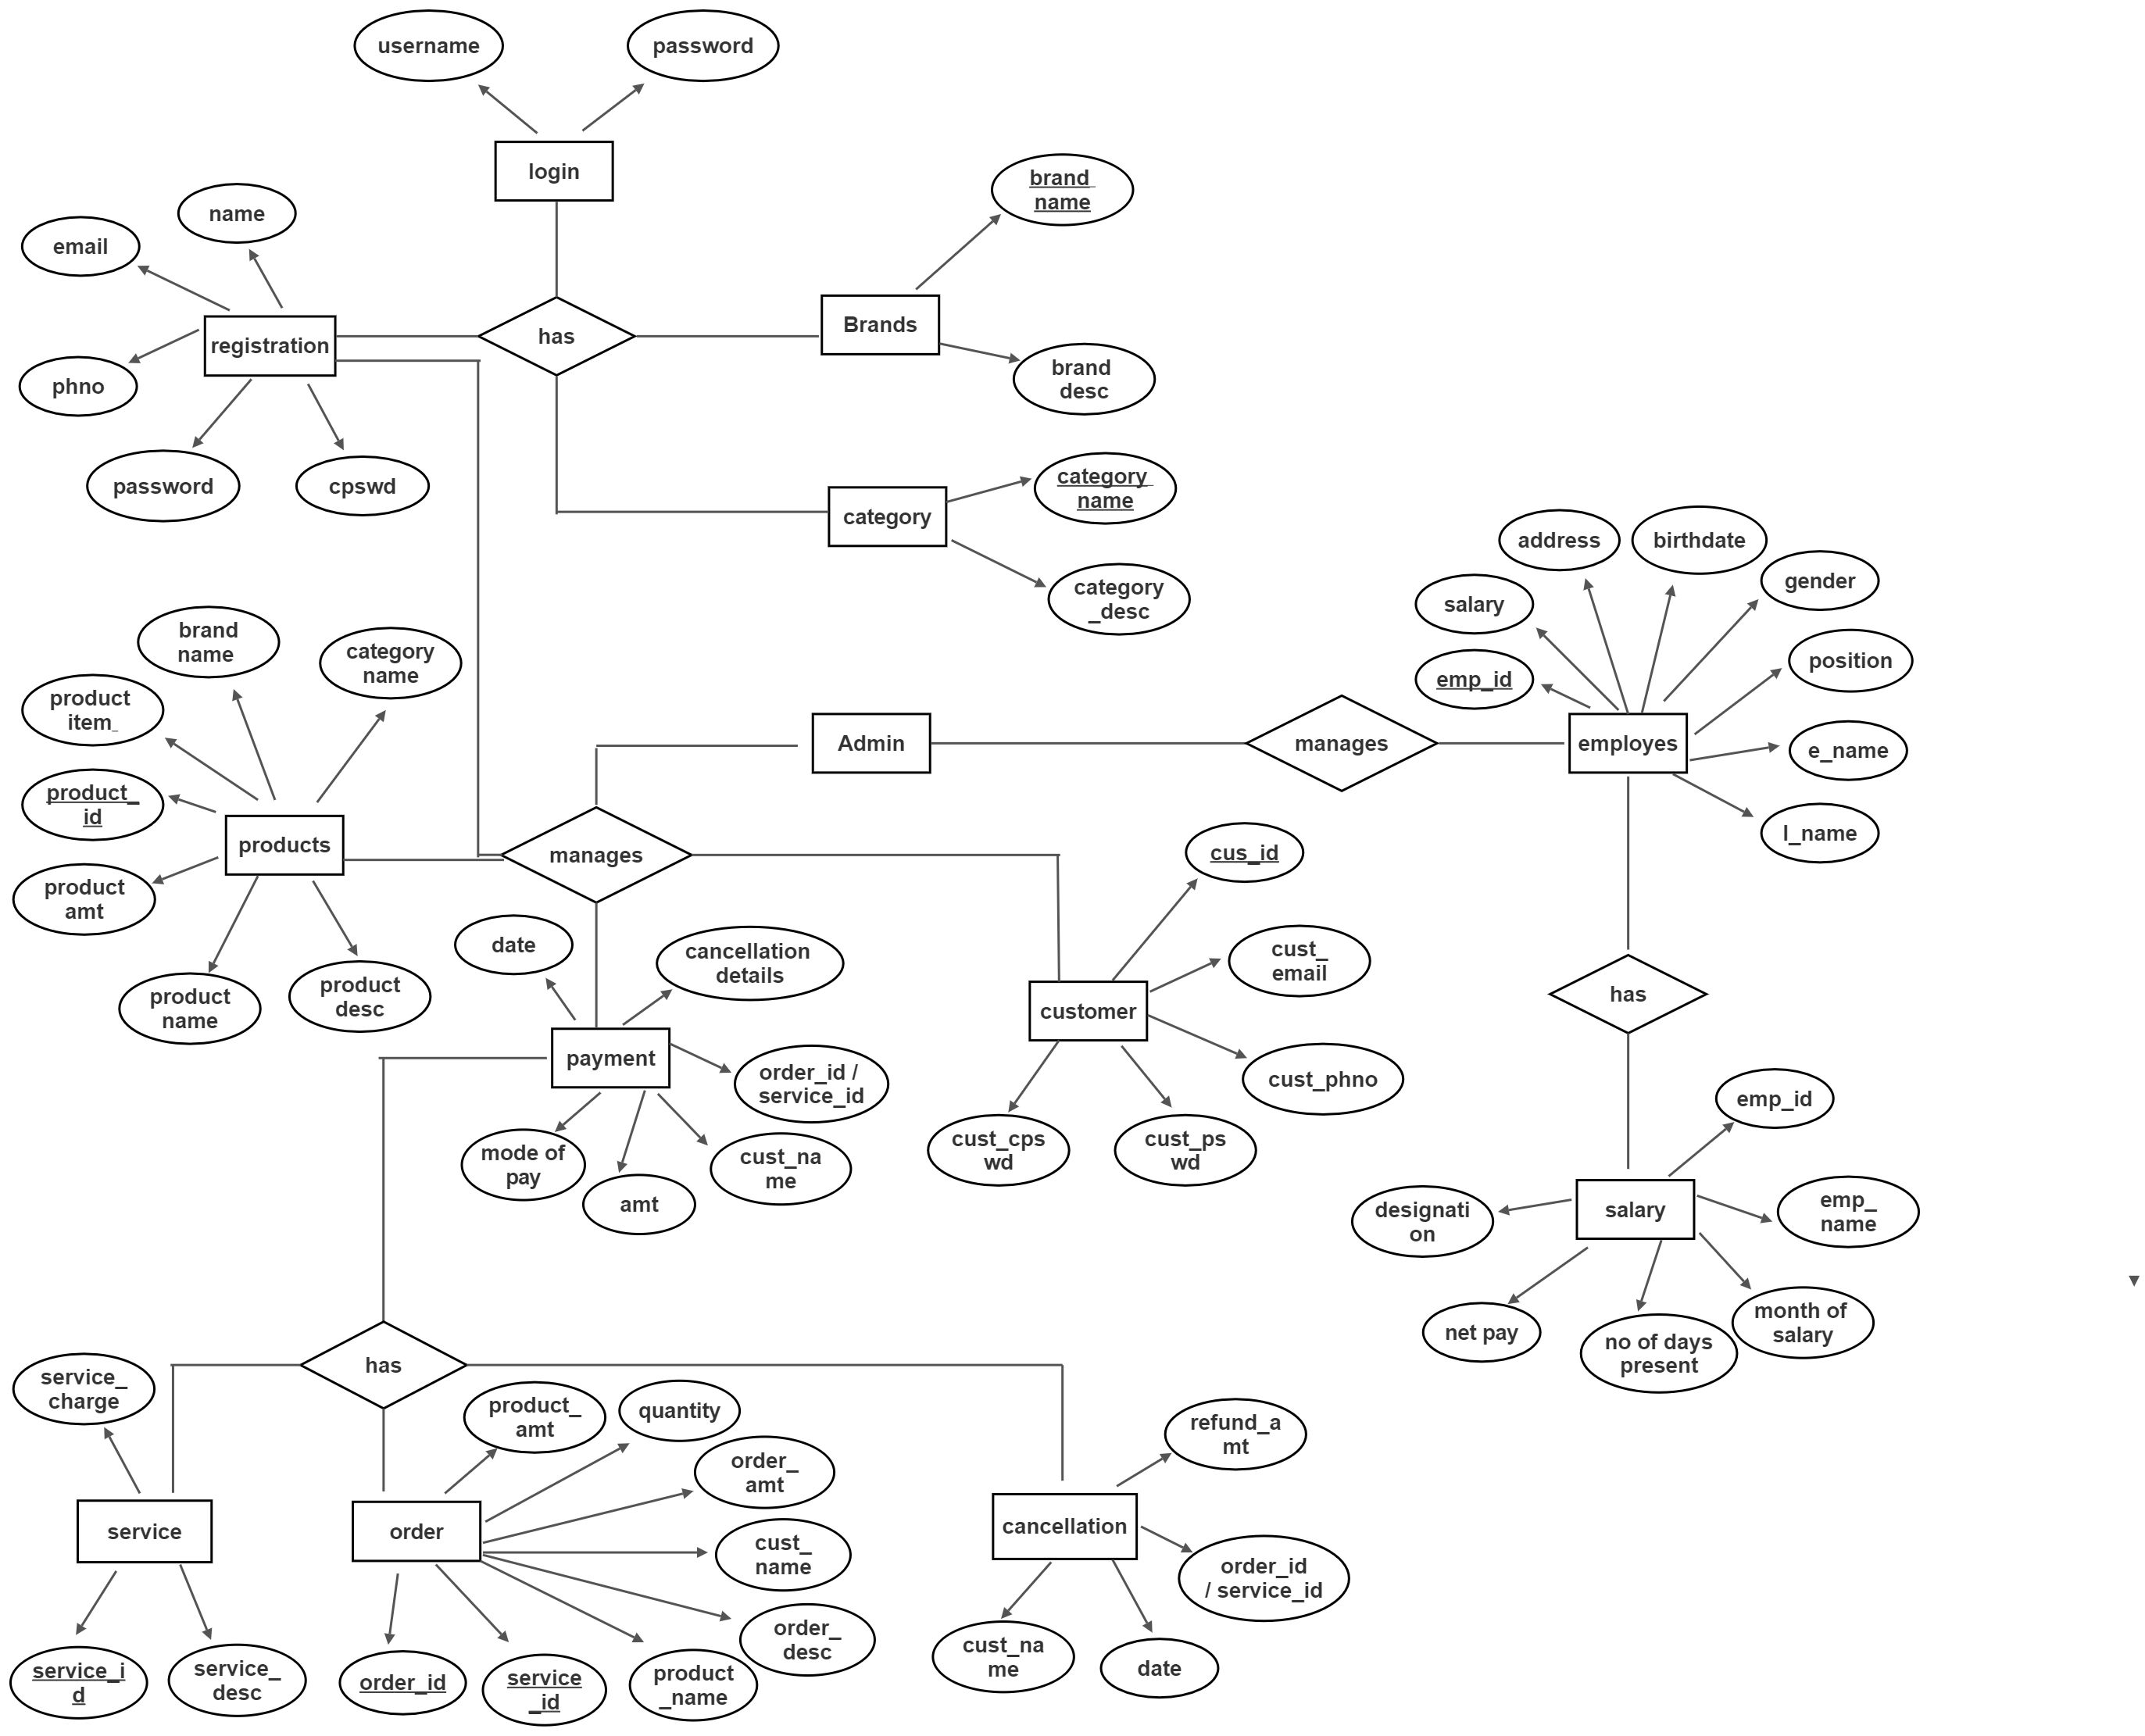 username
password
login
name
email
registration
phno
password
cpswd
has
Brands
brand_
name
brand
desc
category
category_
name
category
_desc
brand
name
category
name
product
item_
product_
id
products
product
amt
product
name
product
desc
Admin
manages
manages
address
birthdate
salary
gender
emp_id
position
employes
e_name
l_name
cus_id
cust_
email
customer
cust_phno
cust_cps
wd
cust_ps
wd
date
cancellation
details
payment
order_id /
service_id
mode of
pay
cust_na
me
amt
has
emp_id
salary
emp_
name
designati
on
net pay
no of days
present
month of
salary
has
service_
charge
service
service_i
d
service_
desc
product_
amt
quantity
order_
amt
order
cust_
name
order_
desc
order_id
service
_id
product
_name
refund_a
mt
cancellation
order_id
/ service_id
cust_na
me
date